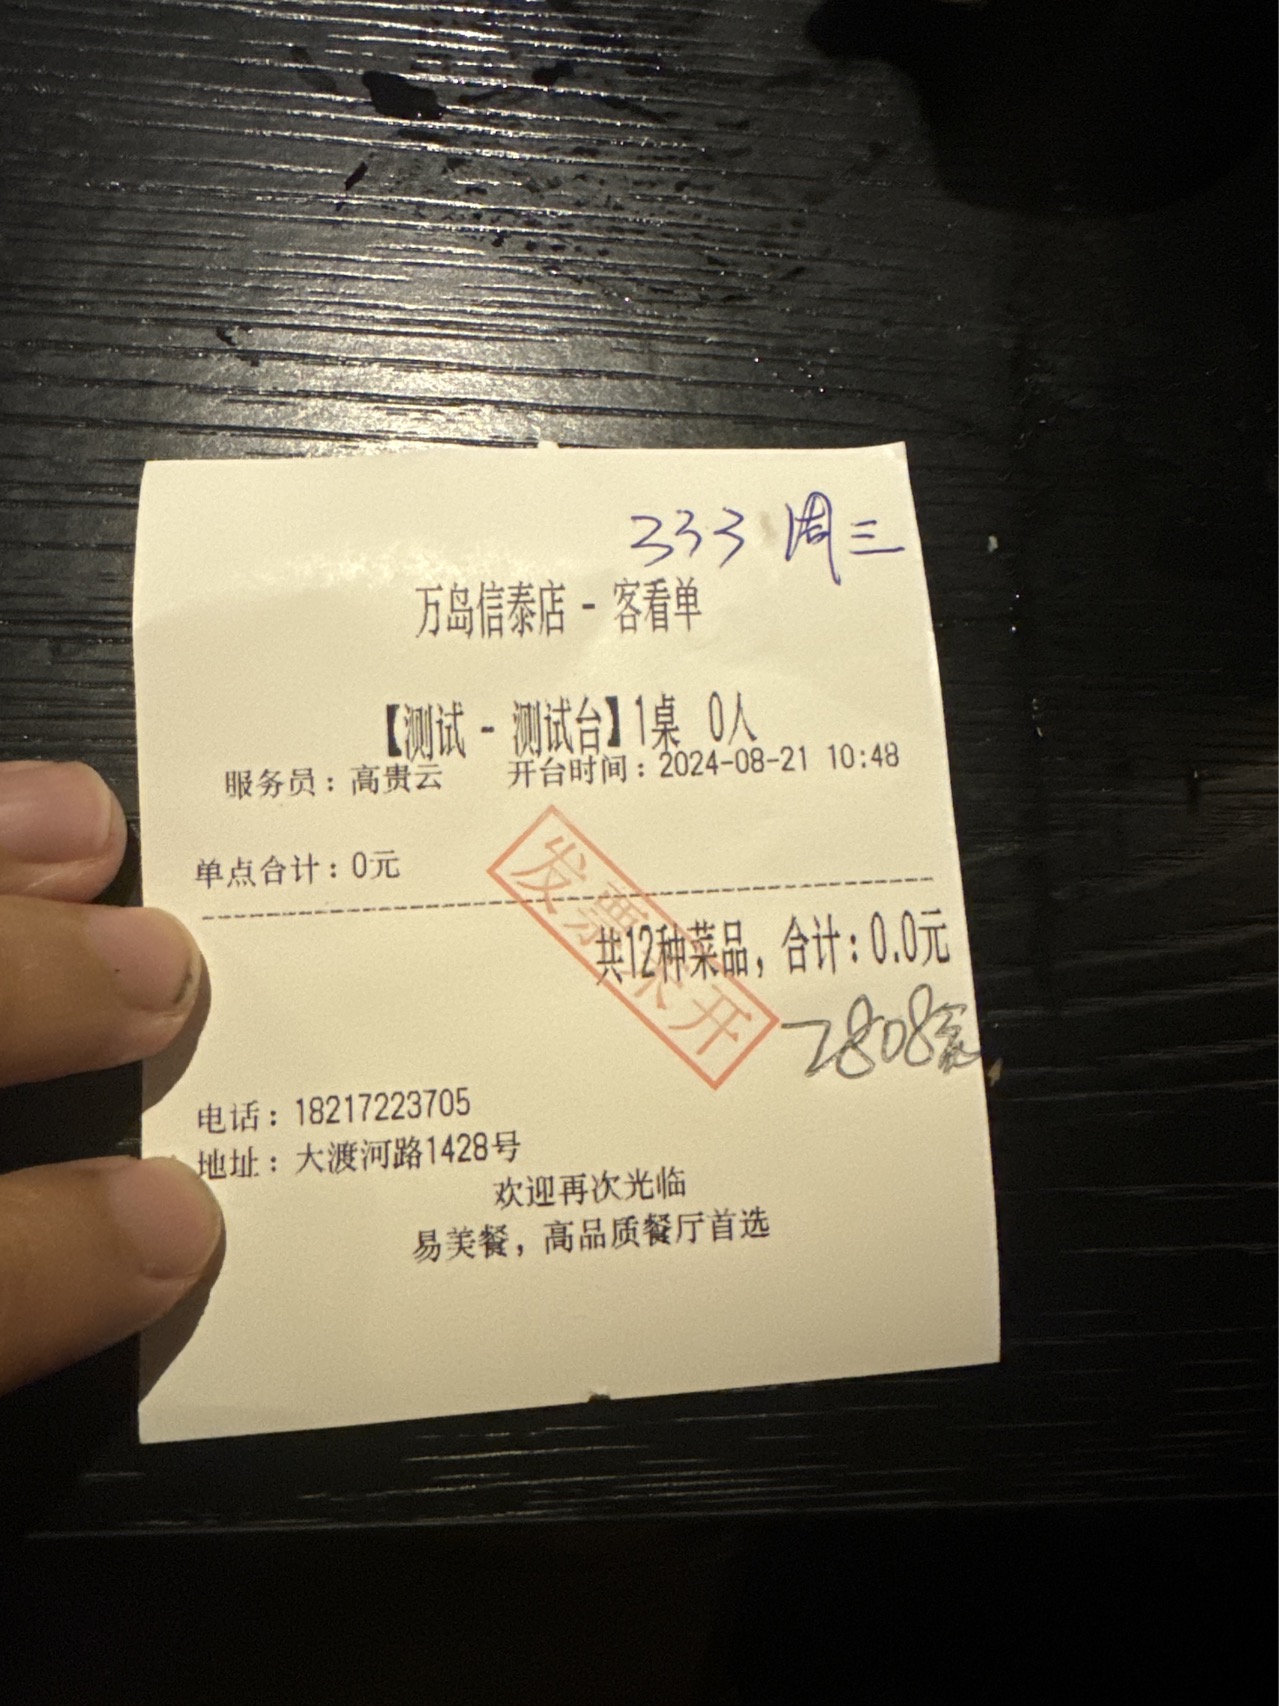 333 周三
万岛信泰店 - 客看单
【测试 - 测试台】1桌 0人
服务员：高贵云 开台时间：2024-08-21 10:48
单点合计：0元
发票未开
共12种菜品，合计：0.0元
7808
电话：18217223705
地址：大渡河路1428号
欢迎再次光临
易美餐，高品质餐厅首选